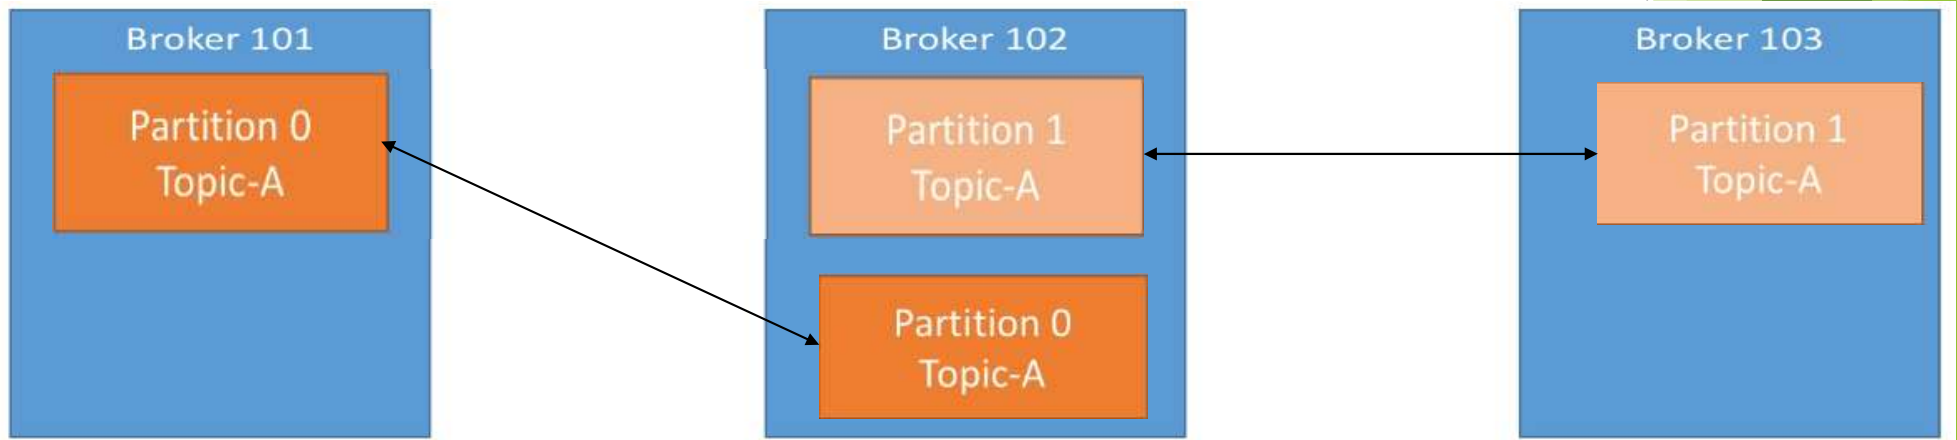 Broker 101
Partition 0
Topic-A
Broker 102
Partition 1
Topic-A
Partition 0
Topic-A
Broker 103
Partition 1
Topic-A